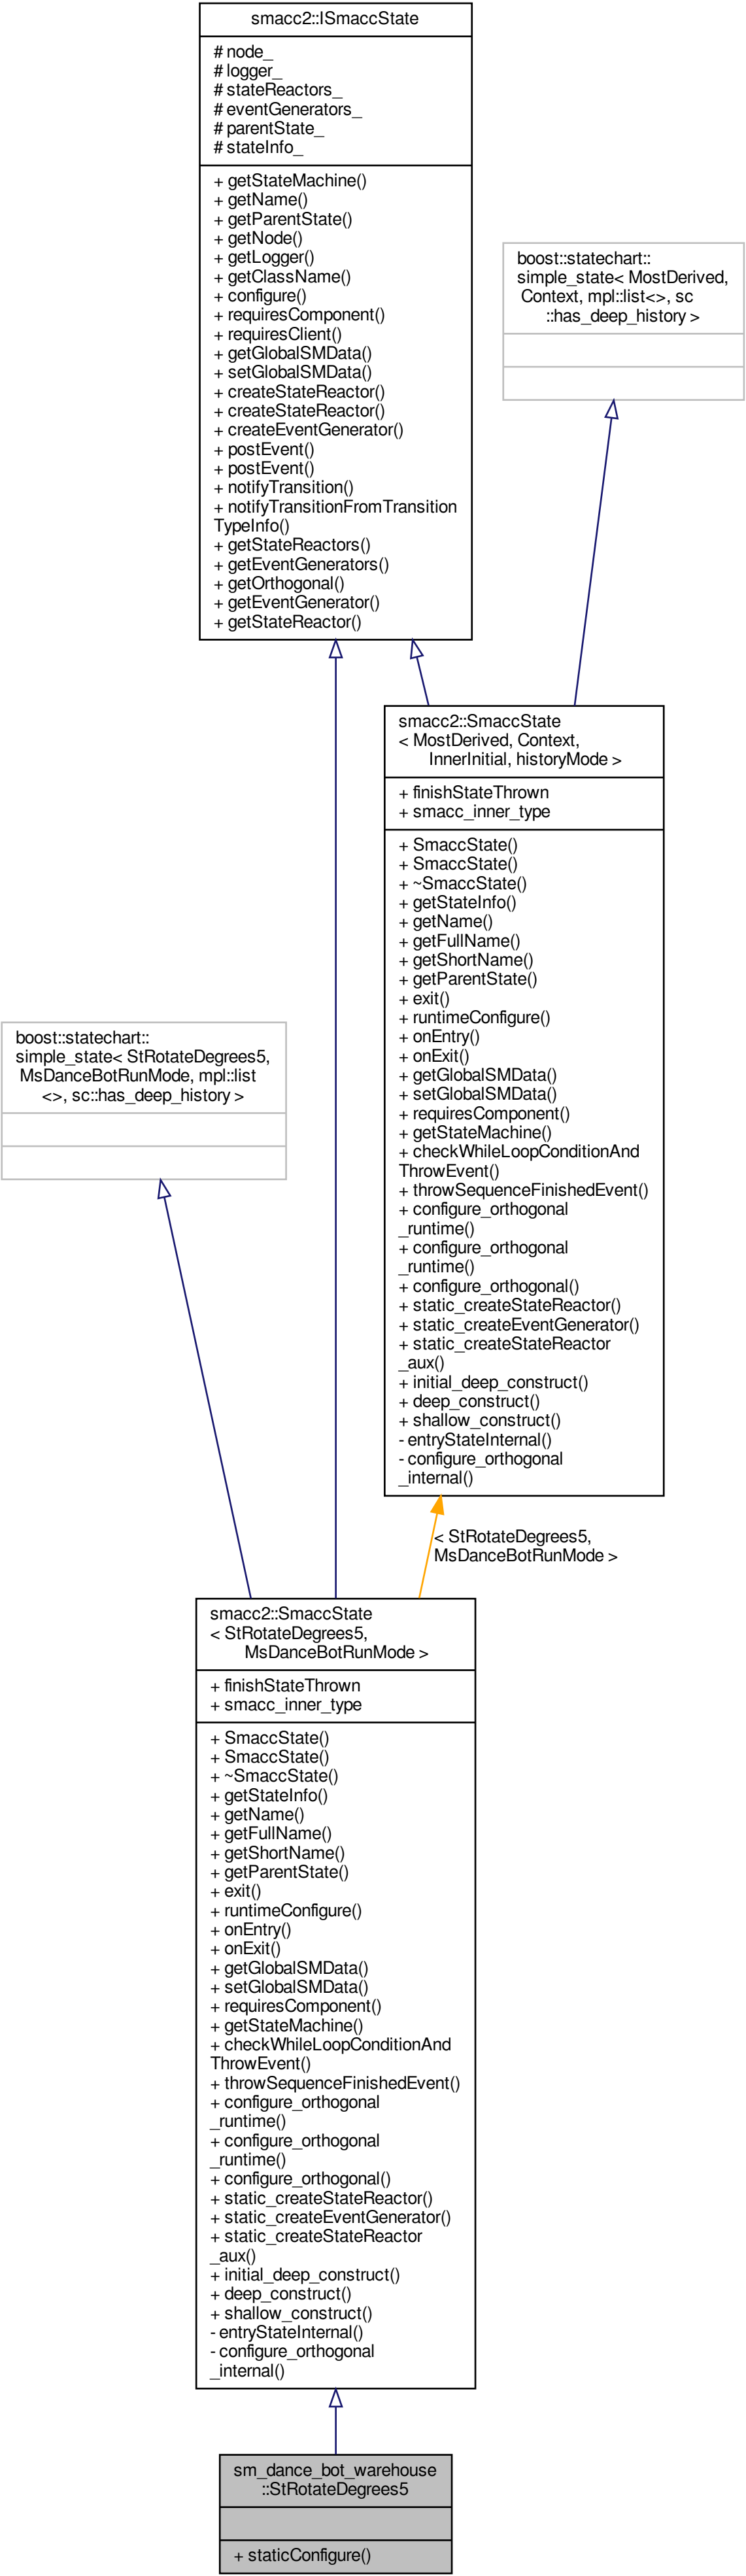 smacc2::ISmaccState
# node_
# logger_
# stateReactors_
# eventGenerators_
# parentState_
# stateInfo_
+ getStateMachine()
+ getName()
+ getParentState()
+ getNode()
+ getLogger()
+ getClassName()
+ configure()
+ requiresComponent()
+ requiresClient()
+ getGlobalSMData()
+ setGlobalSMData()
+ createStateReactor()
+ createStateReactor()
+ createEventGenerator()
+ postEvent()
+ postEvent()
+ notifyTransition()
+ notifyTransitionFromTransition
TypeInfo()
+ getStateReactors()
+ getEventGenerators()
+ getOrthogonal()
+ getEventGenerator()
+ getStateReactor()
boost::statechart::
simple_state< MostDerived,
Context, mpl::list<>, sc
::has_deep_history >
smacc2::SmaccState
< MostDerived, Context,
InnerInitial, historyMode >
+ finishStateThrown
+ smacc_inner_type
+ SmaccState()
+ SmaccState()
+ ~SmaccState()
+ getStateInfo()
+ getName()
+ getFullName()
+ getShortName()
+ getParentState()
+ exit()
+ runtimeConfigure()
+ onEntry()
+ onExit()
+ getGlobalSMData()
+ setGlobalSMData()
+ requiresComponent()
+ getStateMachine()
+ checkWhileLoopConditionAnd
ThrowEvent()
+ throwSequenceFinishedEvent()
+ configure_orthogonal
_runtime()
+ configure_orthogonal
_runtime()
+ configure_orthogonal()
+ static_createStateReactor()
+ static_createEventGenerator()
+ static_createStateReactor
_aux()
+ initial_deep_construct()
+ deep_construct()
+ shallow_construct()
- entryStateInternal()
- configure_orthogonal
_internal()
boost::statechart::
simple_state< StRotateDegrees5,
MsDanceBotRunMode, mpl::list
<>, sc::has_deep_history >
< StRotateDegrees5,
MsDanceBotRunMode >
smacc2::SmaccState
< StRotateDegrees5,
MsDanceBotRunMode >
+ finishStateThrown
+ smacc_inner_type
+ SmaccState()
+ SmaccState()
+ ~SmaccState()
+ getStateInfo()
+ getName()
+ getFullName()
+ getShortName()
+ getParentState()
+ exit()
+ runtimeConfigure()
+ onEntry()
+ onExit()
+ getGlobalSMData()
+ setGlobalSMData()
+ requiresComponent()
+ getStateMachine()
+ checkWhileLoopConditionAnd
ThrowEvent()
+ throwSequenceFinishedEvent()
+ configure_orthogonal
_runtime()
+ configure_orthogonal
_runtime()
+ configure_orthogonal()
+ static_createStateReactor()
+ static_createEventGenerator()
+ static_createStateReactor
_aux()
+ initial_deep_construct()
+ deep_construct()
+ shallow_construct()
- entryStateInternal()
- configure_orthogonal
_internal()
sm_dance_bot_warehouse
::StRotateDegrees5
+ staticConfigure()